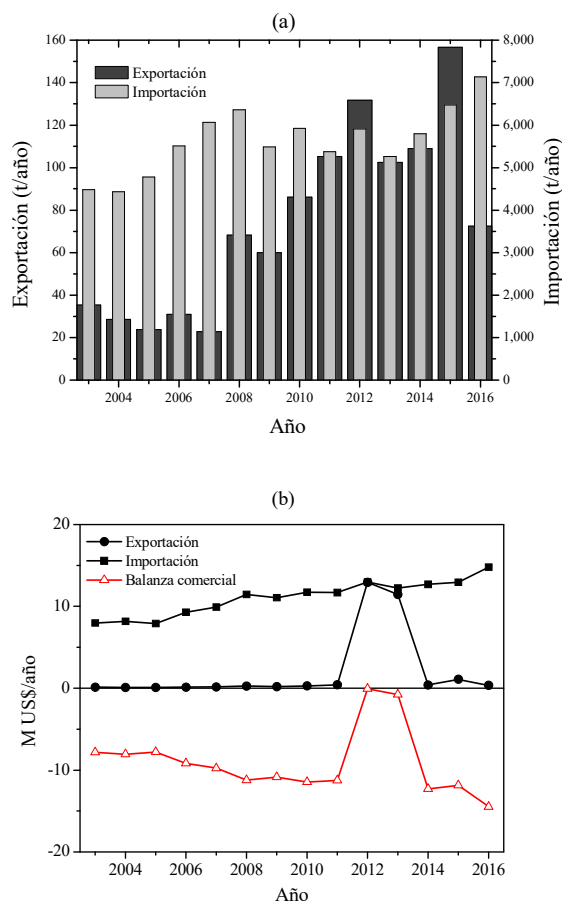 (a)
160
140
120
100
80
60
40
20
0
Exportación (t/año)
Exportación
Importación
8,000
7,000
6,000
5,000
4,000
3,000
2,000
1,000
0
Importación (t/año)
2004 2006 2008 2010 2012 2014 2016
Año
(b)
20
10
0
-10
-20
M US$/año
Exportación
Importación
Balanza comercial
2004 2006 2008 2010 2012 2014 2016
Año